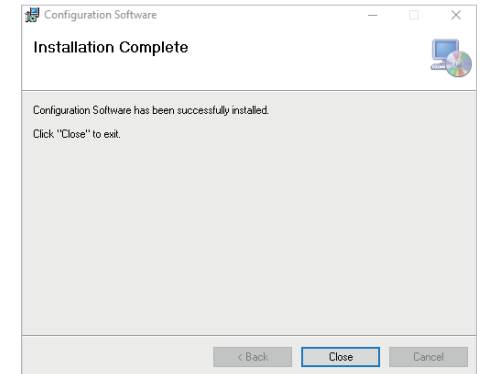 Configuration Software
Installation Complete
Configuration Software has been successfully installed.
Click "Close" to exit.
< Back
Close
Cancel